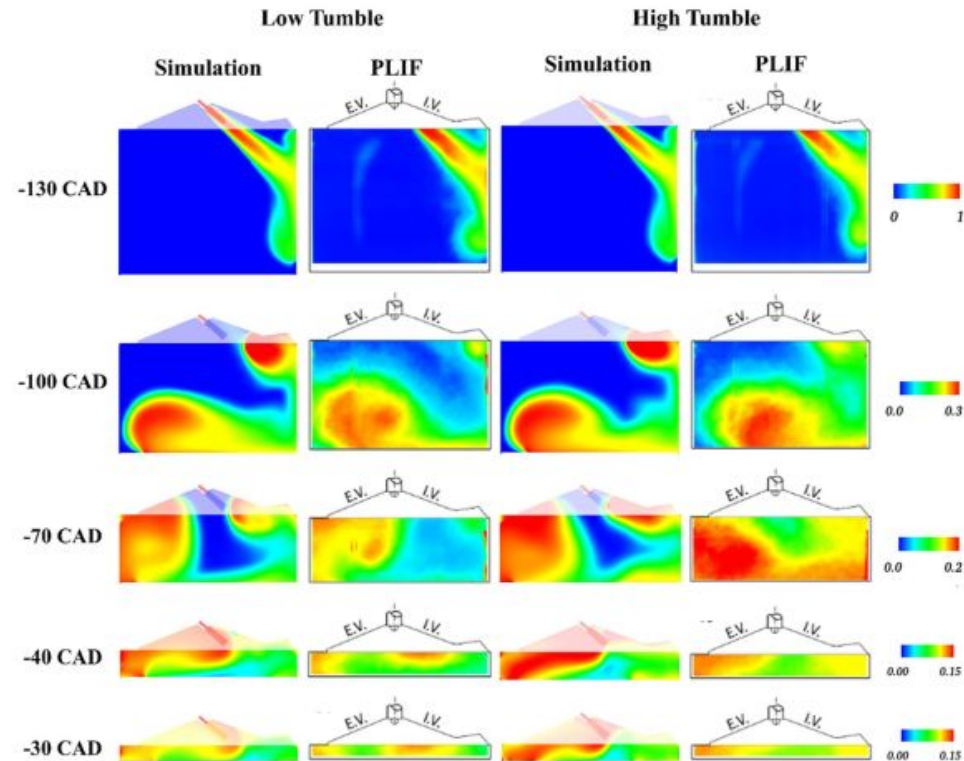 Low Tumble High Tumble
Simulation PLIF Simulation PLIF
E.V. I.V. E.V. I.V.
-130 CAD
0 1
E.V. I.V. E.V. I.V.
-100 CAD
0.0 0.3
E.V. I.V. E.V. I.V.
-70 CAD
0.0 0.2
E.V. I.V. E.V. I.V.
-40 CAD
0.00 0.15
E.V. I.V. E.V. I.V.
-30 CAD
0.00 0.15